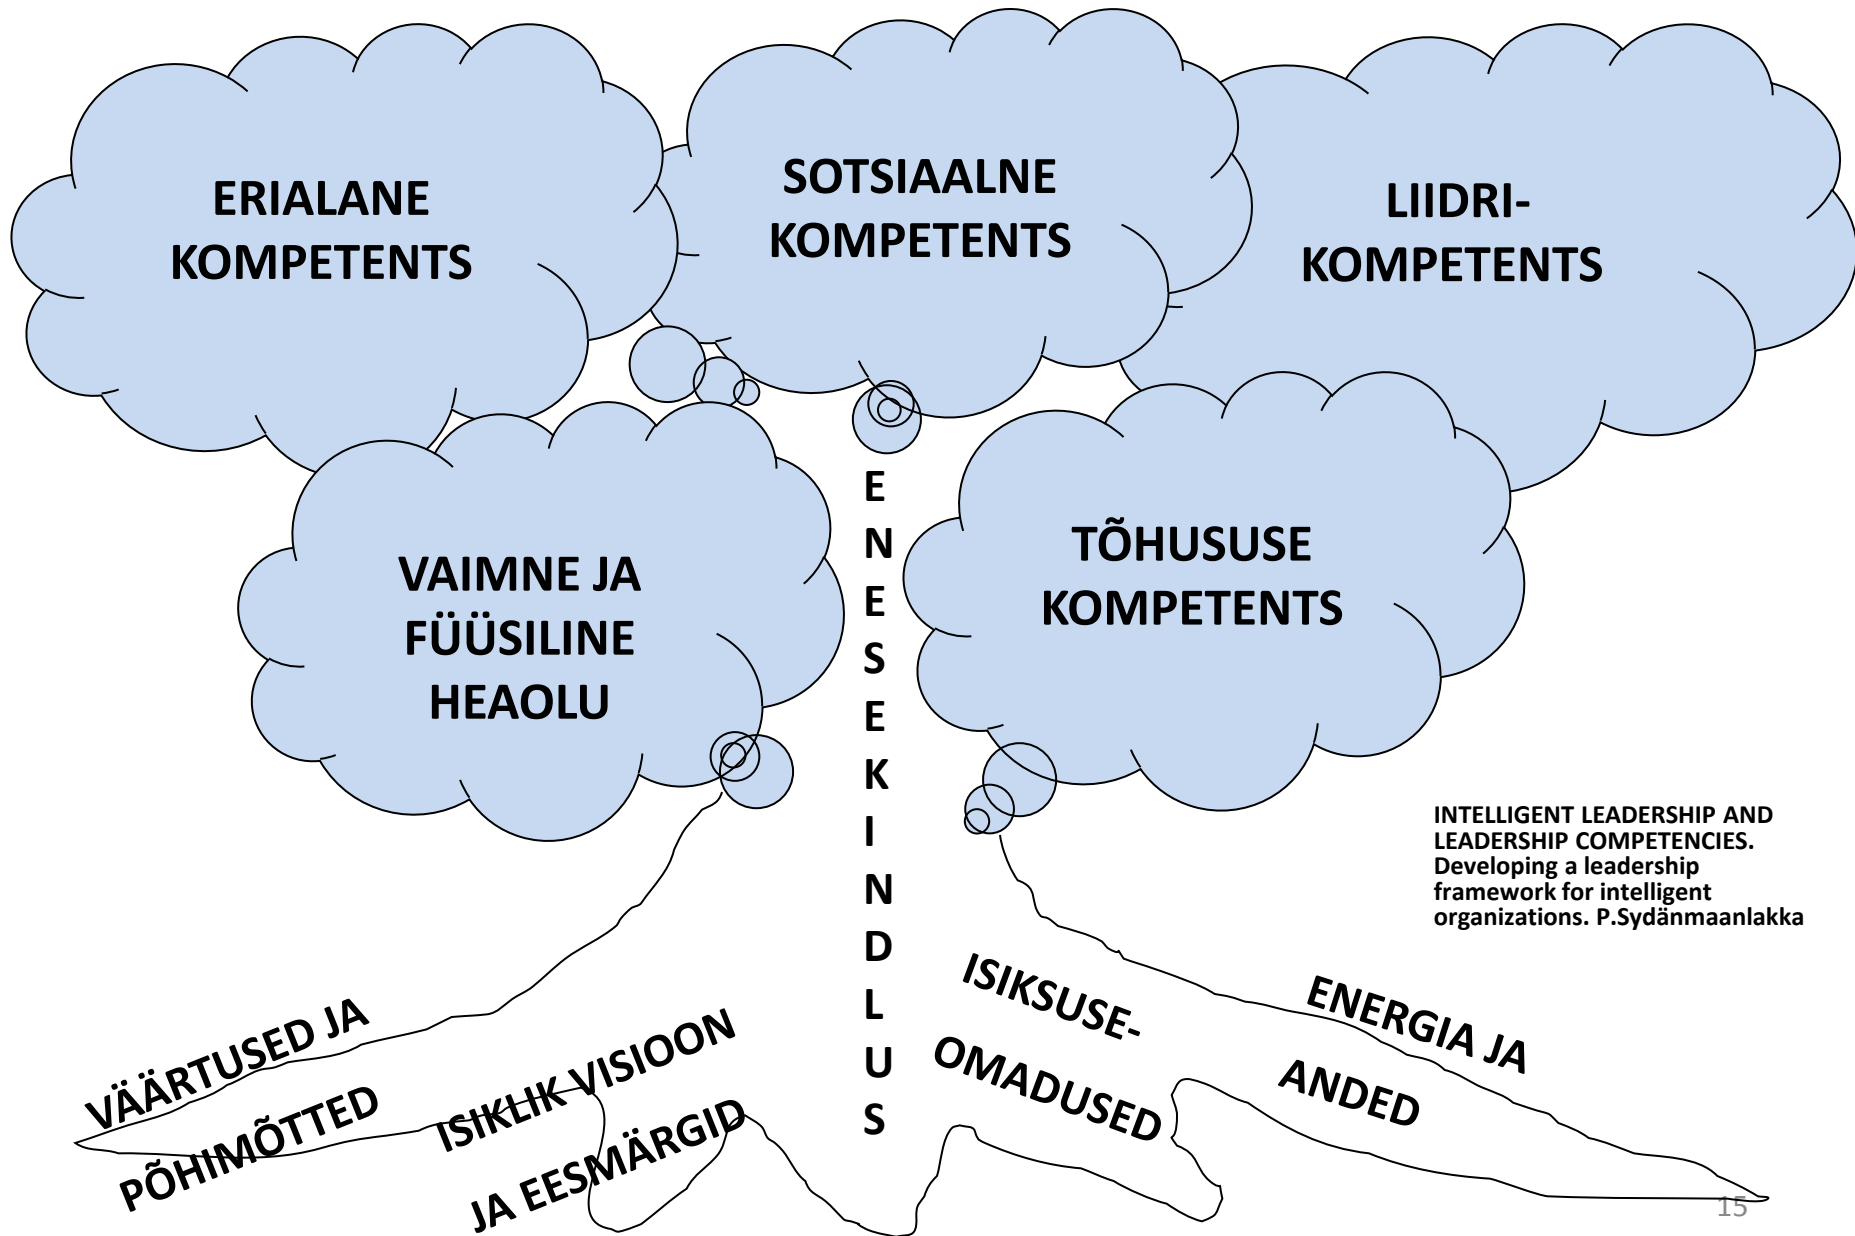 ERIALANE
KOMPETENTS
SOTSIAALNE
KOMPETENTS
LIIDRI-
KOMPETENTS
VAIMNE JA
FÜÜSILINE
HEAOLU
TÕHUSUSE
KOMPETENTS
ENESEKINDLUS
INTELLIGENT LEADERSHIP AND
LEADERSHIP COMPETENCIES.
Developing a leadership
framework for intelligent
organizations. P.Sydänmaanlakka
VÄÄRTUSED JA
PÕHIMÕTTED
ISIKLIK VISIOON
JA EESMÄRGID
ISIKSUSE-
OMADUSED
ENERGIA JA
ANDED
15